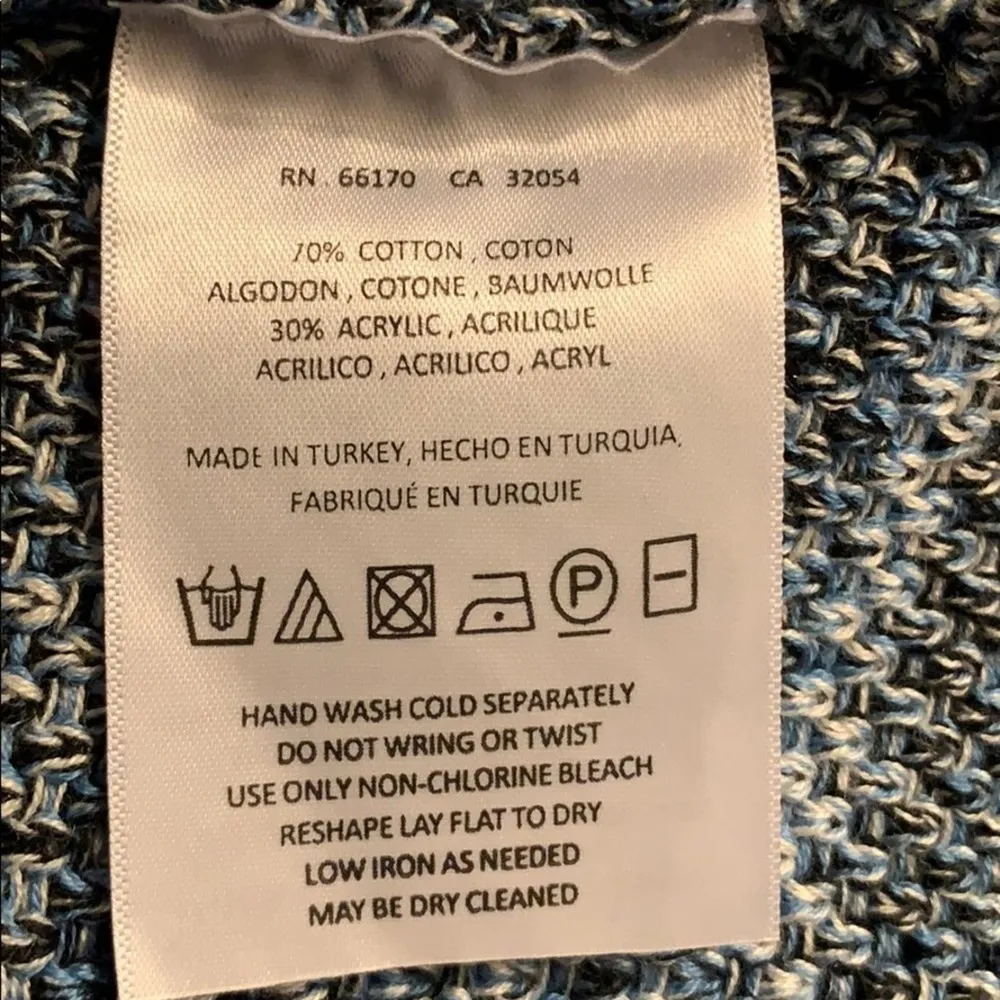 RN . 66170 CA 32054
70% COTTON , COTON
ALGODON , COTONE , BAUMWOLLE
30% ACRYLIC , ACRILIQUE
ACRILICO , ACRILICO , ACRYL
MADE IN TURKEY, HECHO EN TURQUIA.
FABRIQUÉ EN TURQUIE
P
HAND WASH COLD SEPARATELY
DO NOT WRING OR TWIST
USE ONLY NON-CHLORINE BLEACH
RESHAPE LAY FLAT TO DRY
LOW IRON AS NEEDED
MAY BE DRY CLEANED